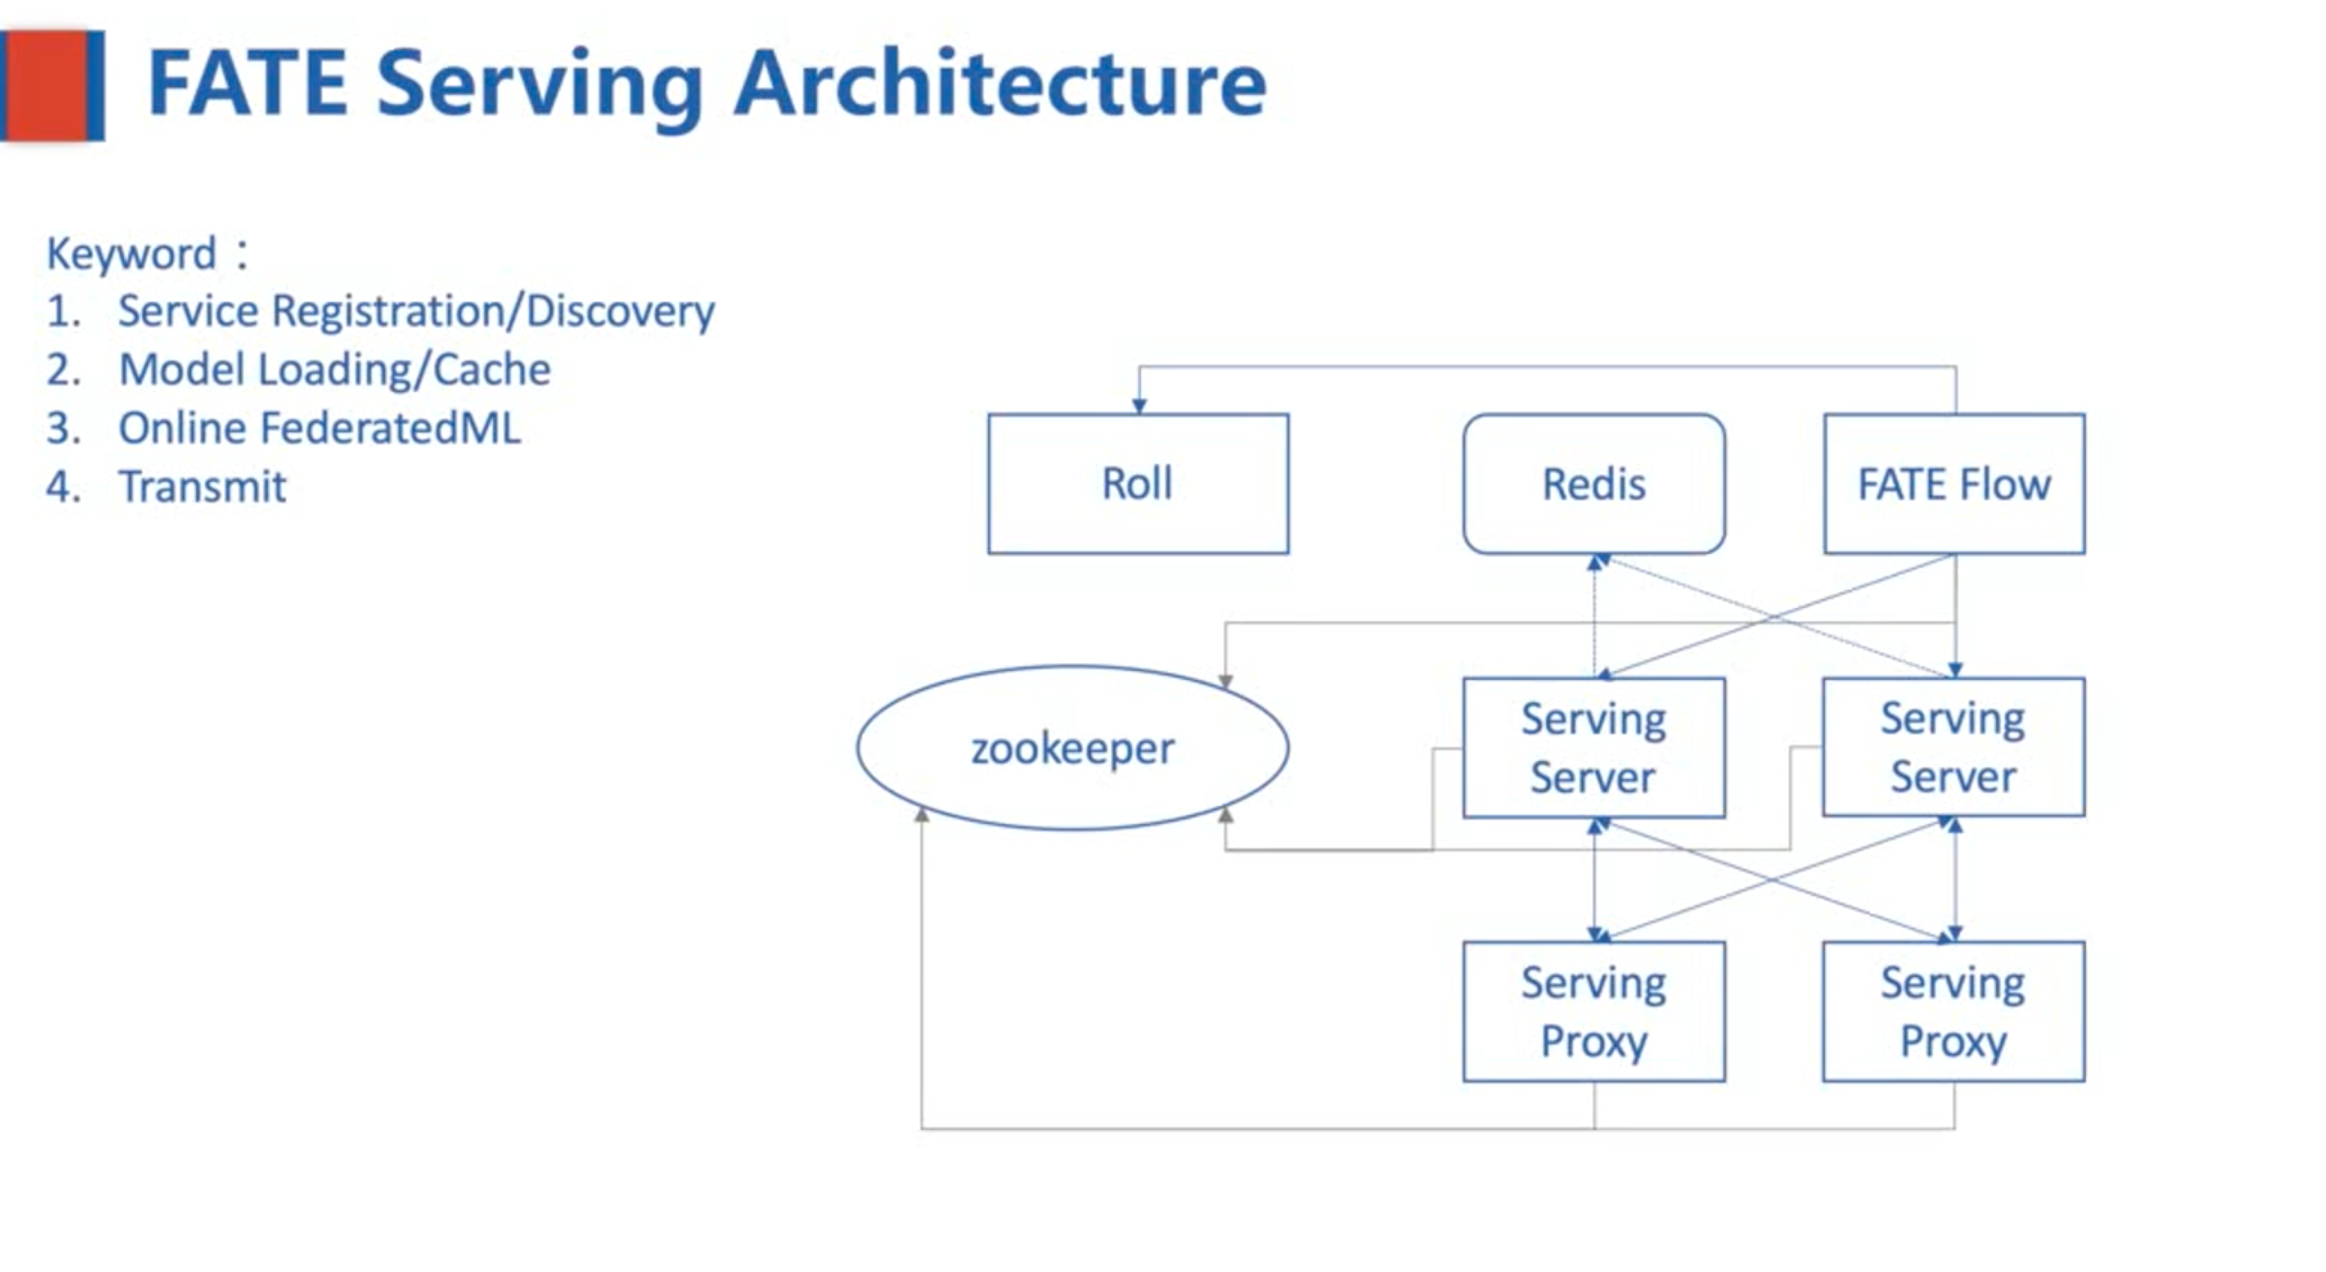 FATE Serving Architecture
Keyword：
1. Service Registration/Discovery
2. Model Loading/Cache
3. Online FederatedML
4. Transmit
Roll
Redis
FATE Flow
zookeeper
Serving
Server
Serving
Server
Serving
Proxy
Serving
Proxy